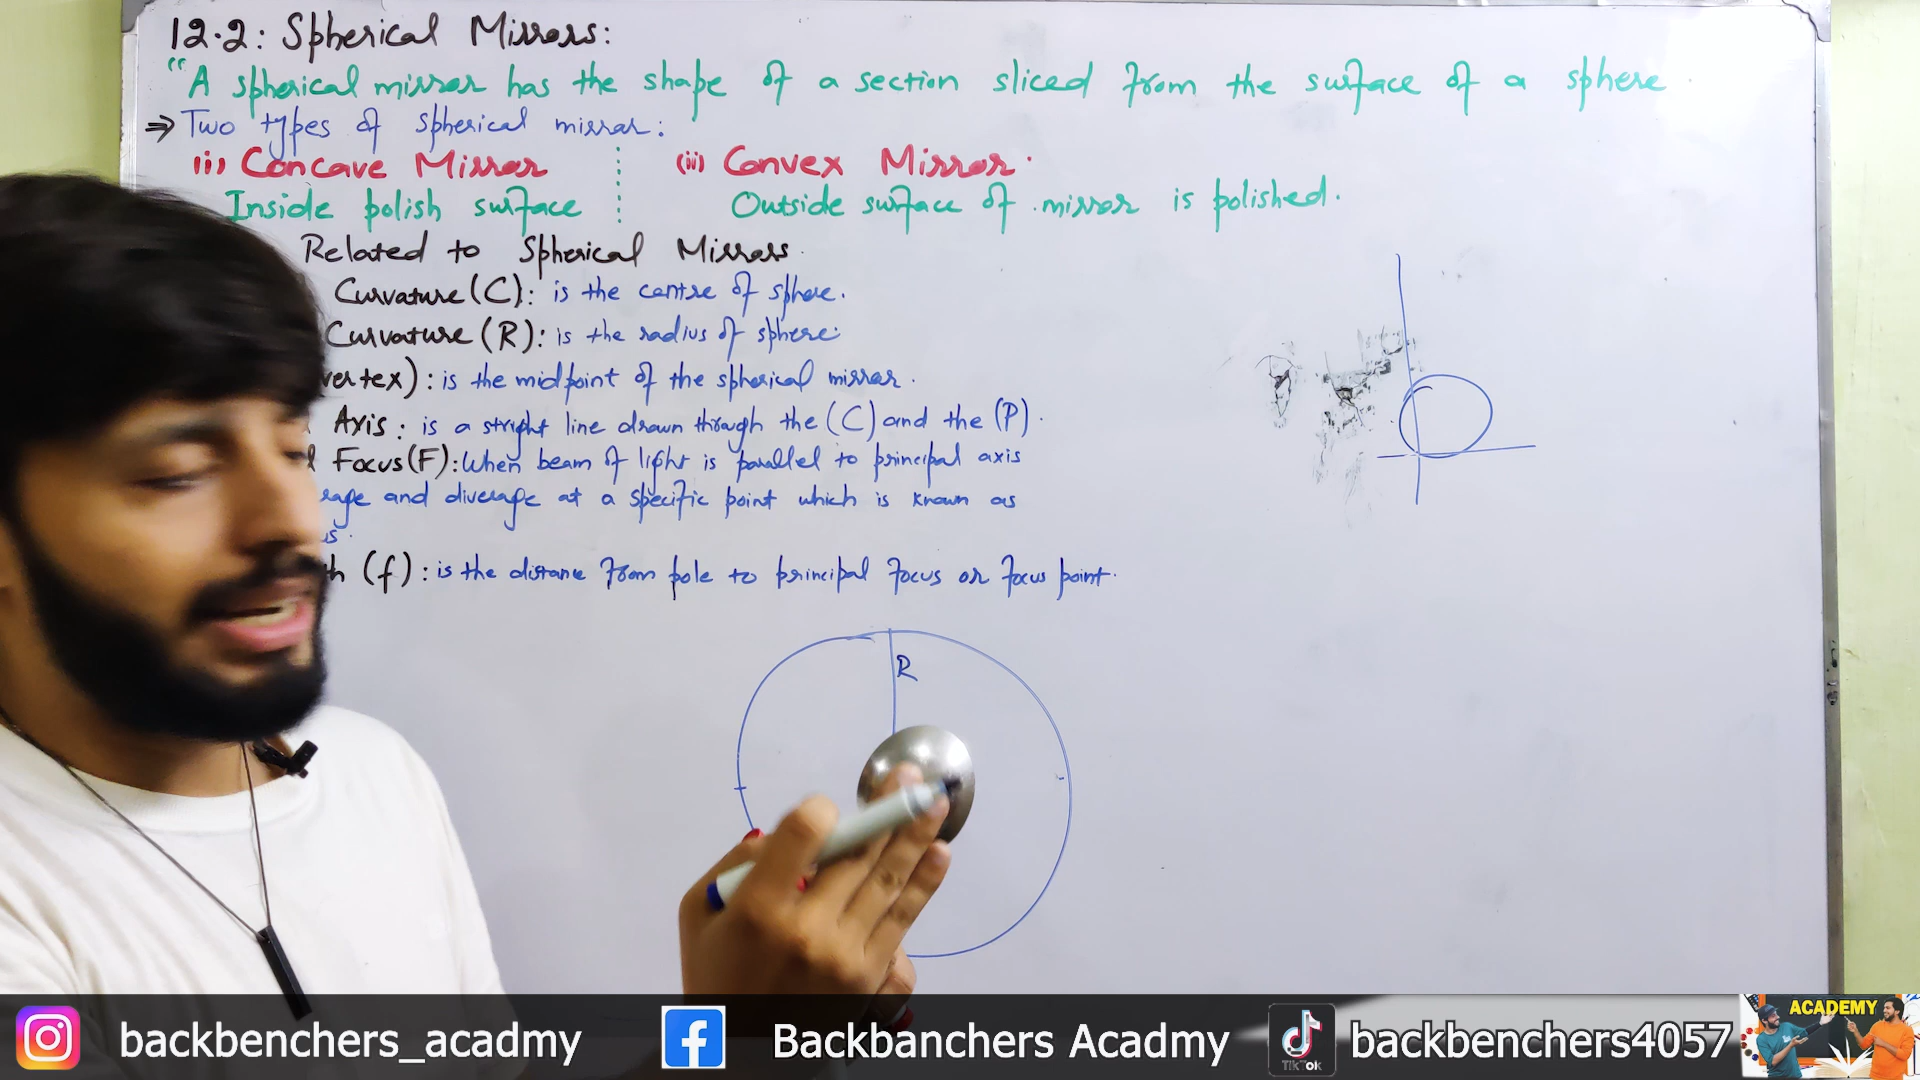 12.2: Spherical Mirrors:
"A spherical mirror has the shape of a section sliced from the surface of a sphere.
⇒ Two types of spherical mirror:
(i) Concave Mirror (ii) Convex Mirror.
Inside polish surface Outside surface of mirror is polished.
Related to Spherical Mirrors.
Curvature (C): is the centre of sphere.
Curvature (R): is the radius of sphere:
vertex): is the midpoint of the spherical mirror.
Axis: is a stright line drawn through the (C) and the (P).
Focus (F): When beam of light is parallel to principal axis
and diverage at a specific point which is known as
(f): is the distance from pole to principal focus or focus point.
R
ACADEMY
backbenchers_acadmy Backbanchers Acadmy TikTok backbenchers4057